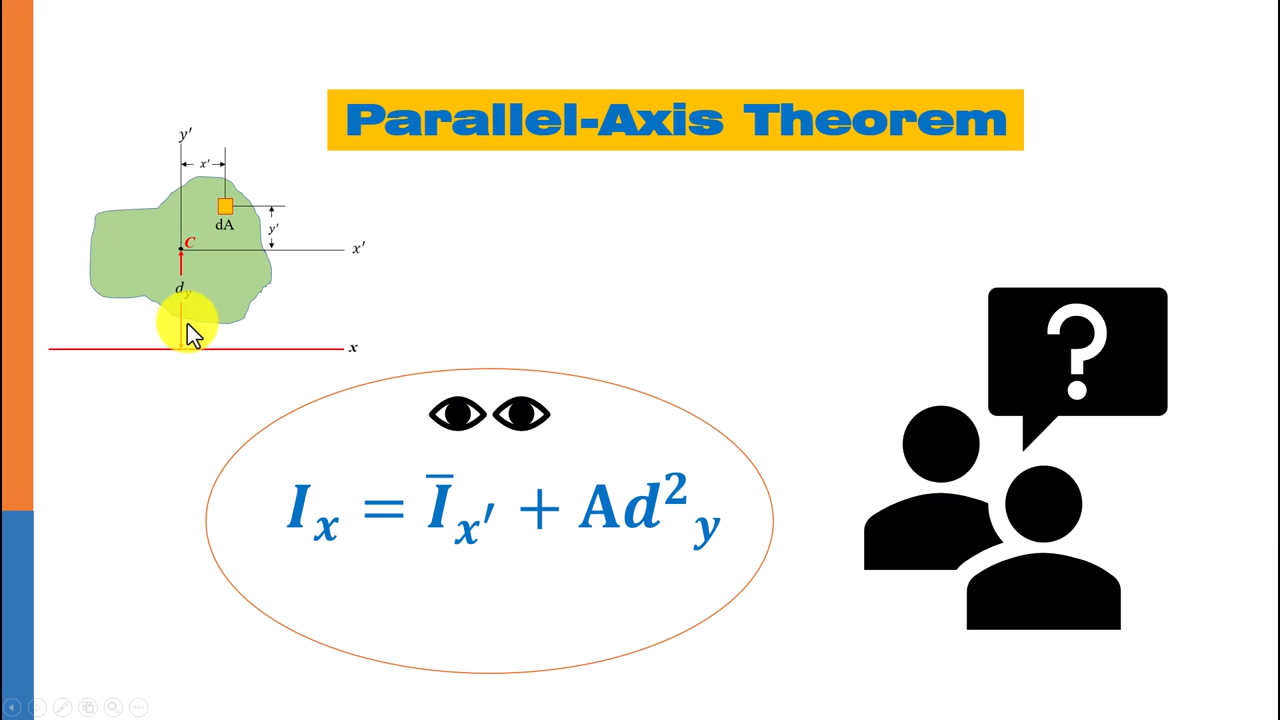 Parallel-Axis Theorem
y′
x′
dA
y′
C
x′
d_y
x
?
I_x = Ī_x′ + Ad²_y